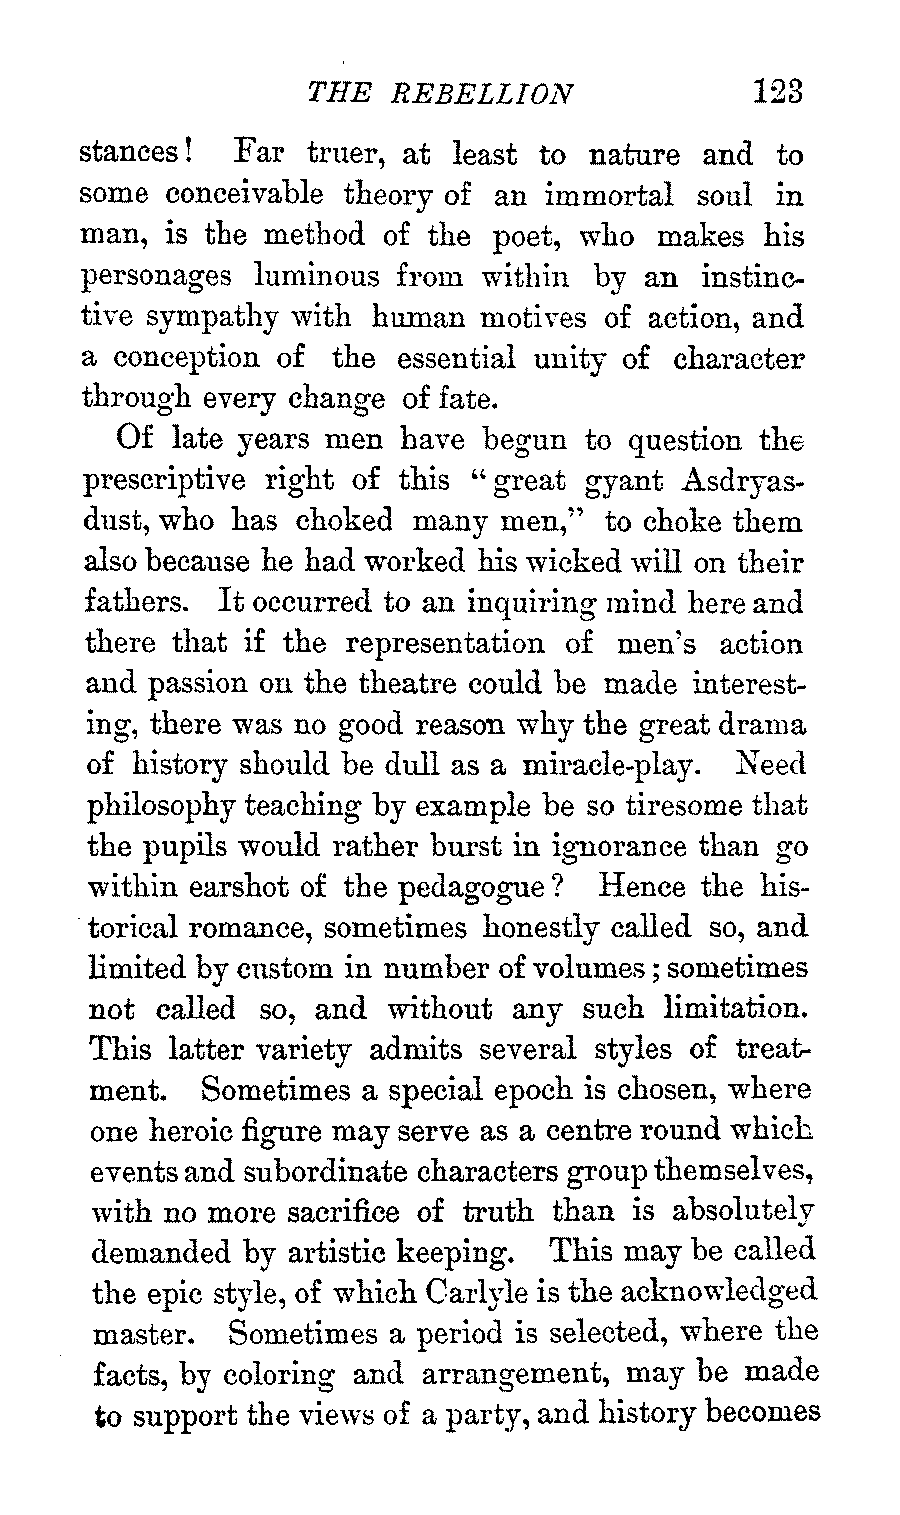 THE REBELLION 123
stances! Far truer, at least to nature and to
some conceivable theory of an immortal soul in
man, is the method of the poet, who makes his
personages luminous from within by an instinc-
tive sympathy with human motives of action, and
a conception of the essential unity of character
through every change of fate.
Of late years men have begun to question the
prescriptive right of this "great gyant Asdryas-
dust, who has choked many men," to choke them
also because he had worked his wicked will on their
fathers. It occurred to an inquiring mind here and
there that if the representation of men's action
and passion on the theatre could be made interest-
ing, there was no good reason why the great drama
of history should be dull as a miracle-play. Need
philosophy teaching by example be so tiresome that
the pupils would rather burst in ignorance than go
within earshot of the pedagogue? Hence the his-
torical romance, sometimes honestly called so, and
limited by custom in number of volumes; sometimes
not called so, and without any such limitation.
This latter variety admits several styles of treat-
ment. Sometimes a special epoch is chosen, where
one heroic figure may serve as a centre round which
events and subordinate characters group themselves,
with no more sacrifice of truth than is absolutely
demanded by artistic keeping. This may be called
the epic style, of which Carlyle is the acknowledged
master. Sometimes a period is selected, where the
facts, by coloring and arrangement, may be made
to support the views of a party, and history becomes